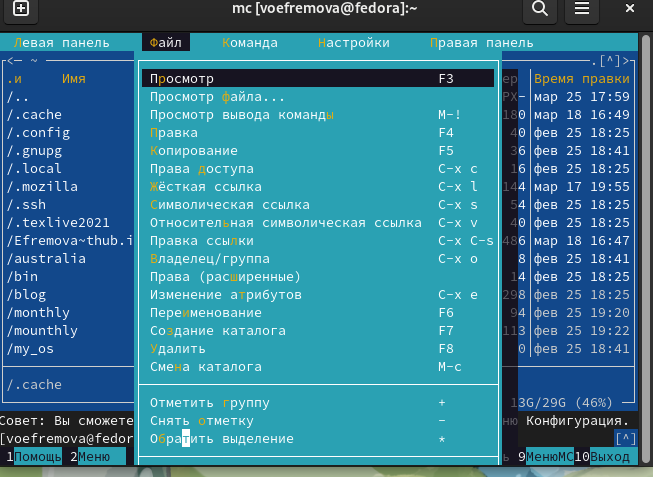 mc [voefremova@fedora]:~
Левая панель Файл Команда Настройки Правая панель
<─ ~ .[^]>
.и Имя ер Время правки
Просмотр F3
/.. Просмотр файла... РХ- мар 25 17:59
/.cache Просмотр вывода команды M-! 180 мар 18 16:49
/.config Правка F4 40 фев 25 18:25
/.gnupg Копирование F5 36 фев 25 18:41
/.local Права доступа C-x c 16 фев 25 18:25
/.mozilla Жёсткая ссылка C-x l 144 мар 17 19:55
/.ssh Символическая ссылка C-x s 54 фев 25 18:25
/.texlive2021 Относительная символическая ссылка C-x v 40 фев 25 18:25
/Efremova~thub.i Правка ссылки C-x C-s 486 мар 18 16:47
/australia Владелец/группа C-x o 8 фев 25 18:41
/bin Права (расширенные) 14 фев 25 18:25
/blog Изменение атрибутов C-x e 298 фев 25 18:25
/monthly Переименование F6 94 фев 25 19:20
/mounthly Создание каталога F7 113 фев 25 19:22
/my_os Удалить F8 0 фев 25 18:41
Смена каталога M-c
/.cache
Отметить группу + 13G/29G (46%)
Совет: Вы сможете Снять отметку - ню Конфигурация.
[voefremova@fedor Обратить выделение * [^]
1Помощь 2Меню ь 9МенюМС10Выход